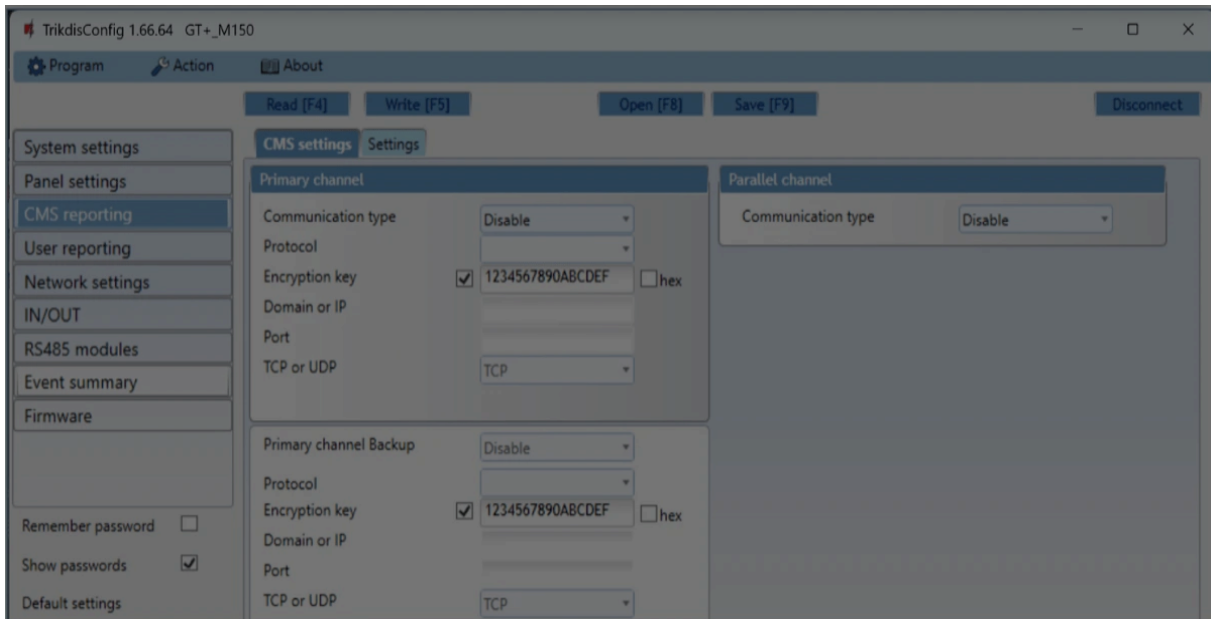 TrikdisConfig 1.66.64 GT+_M150
Program Action About
Read [F4] Write [F5] Open [F8] Save [F9] Disconnect
System settings
Panel settings
CMS reporting
User reporting
Network settings
IN/OUT
RS485 modules
Event summary
Firmware
Remember password
Show passwords
Default settings
CMS settings Settings
Primary channel
Communication type Disable
Protocol
Encryption key 1234567890ABCDEF hex
Domain or IP
Port
TCP or UDP TCP
Primary channel Backup Disable
Protocol
Encryption key 1234567890ABCDEF hex
Domain or IP
Port
TCP or UDP TCP
Parallel channel
Communication type Disable